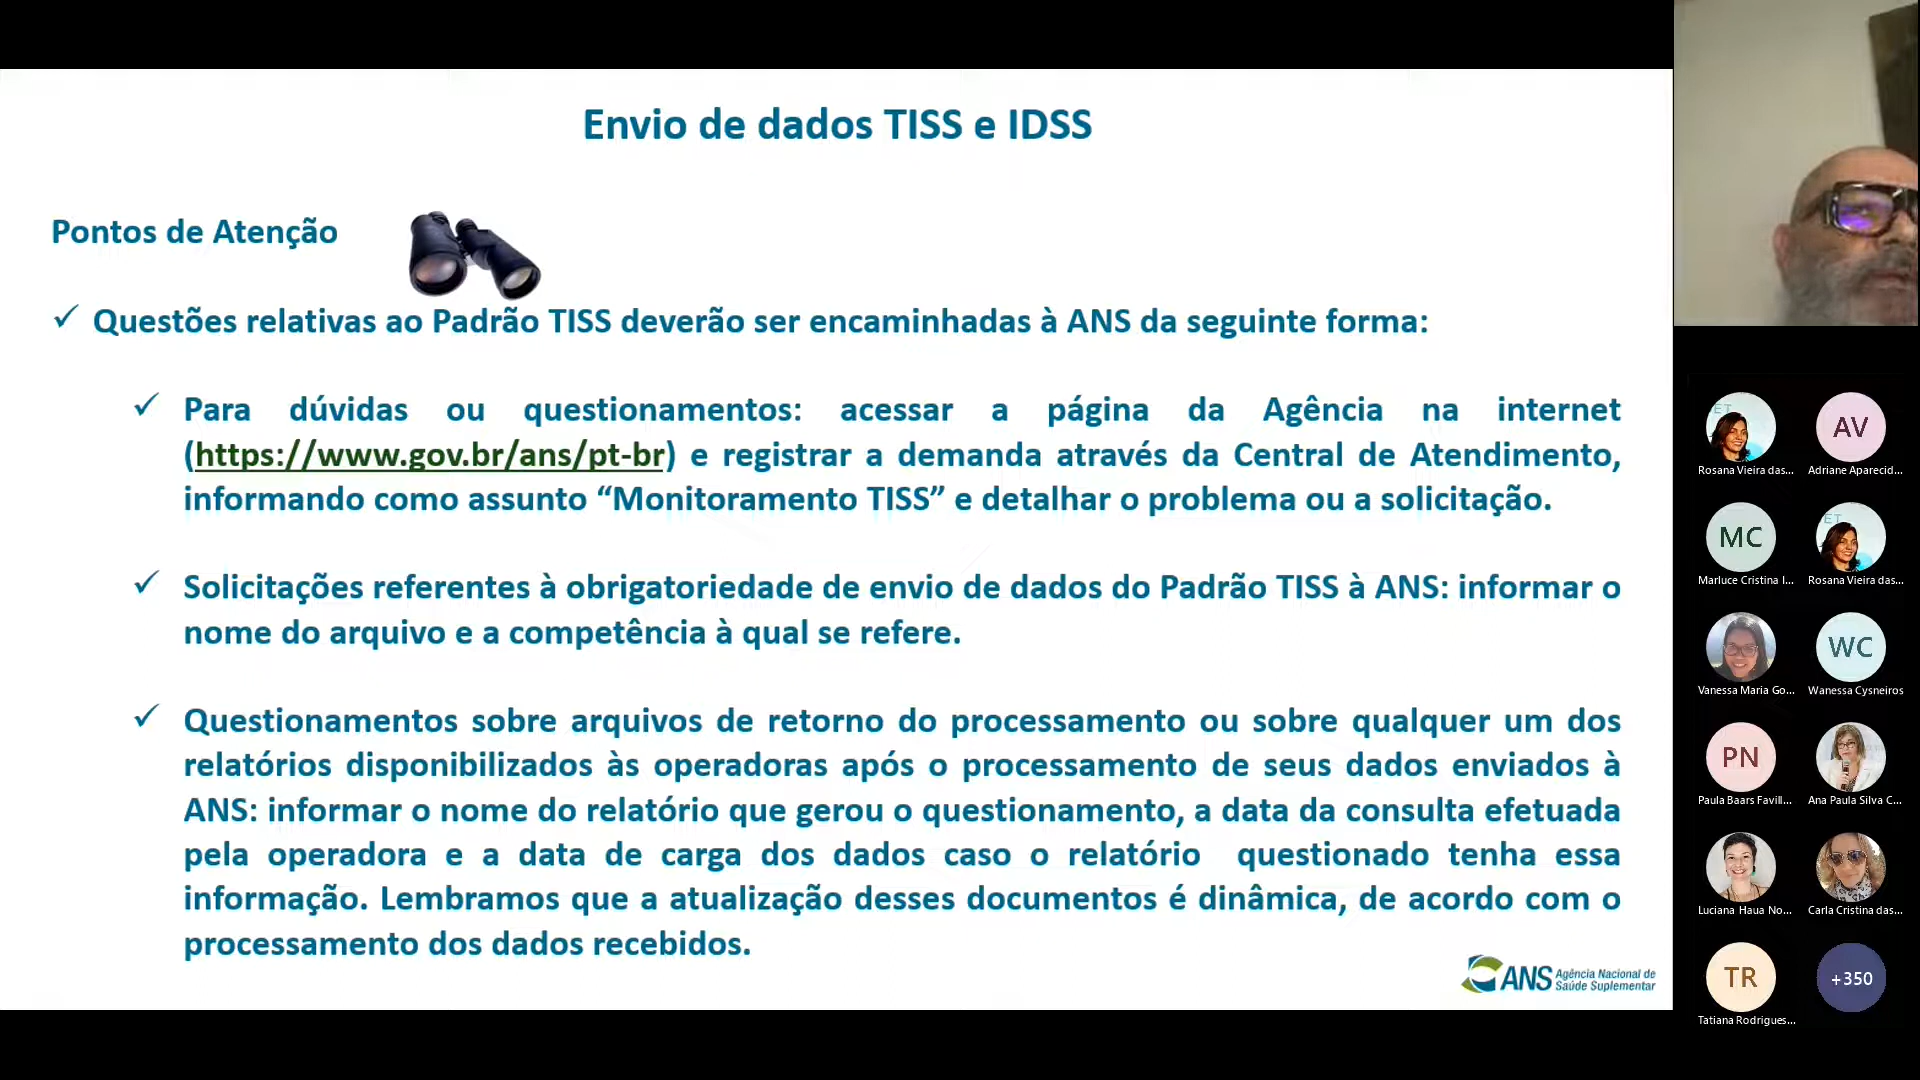 Envio de dados TISS e IDSS
Pontos de Atenção
✓ Questões relativas ao Padrão TISS deverão ser encaminhadas à ANS da seguinte forma:
✓ Para dúvidas ou questionamentos: acessar a página da Agência na internet
(https://www.gov.br/ans/pt-br) e registrar a demanda através da Central de Atendimento,
informando como assunto “Monitoramento TISS” e detalhar o problema ou a solicitação.
✓ Solicitações referentes à obrigatoriedade de envio de dados do Padrão TISS à ANS: informar o
nome do arquivo e a competência à qual se refere.
✓ Questionamentos sobre arquivos de retorno do processamento ou sobre qualquer um dos
relatórios disponibilizados às operadoras após o processamento de seus dados enviados à
ANS: informar o nome do relatório que gerou o questionamento, a data da consulta efetuada
pela operadora e a data de carga dos dados caso o relatório questionado tenha essa
informação. Lembramos que a atualização desses documentos é dinâmica, de acordo com o
processamento dos dados recebidos.
ANS Agência Nacional de
Saúde Suplementar
ET
AV
Rosana Vieira das...
Adriane Aparecid...
MC
ET
Marluce Cristina I...
Rosana Vieira das...
WC
Vanessa Maria Go...
Wanessa Cysneiros
PN
Paula Baars Favill...
Ana Paula Silva C...
Luciana Haua No...
Carla Cristina das...
TR
+350
Tatiana Rodrigues...